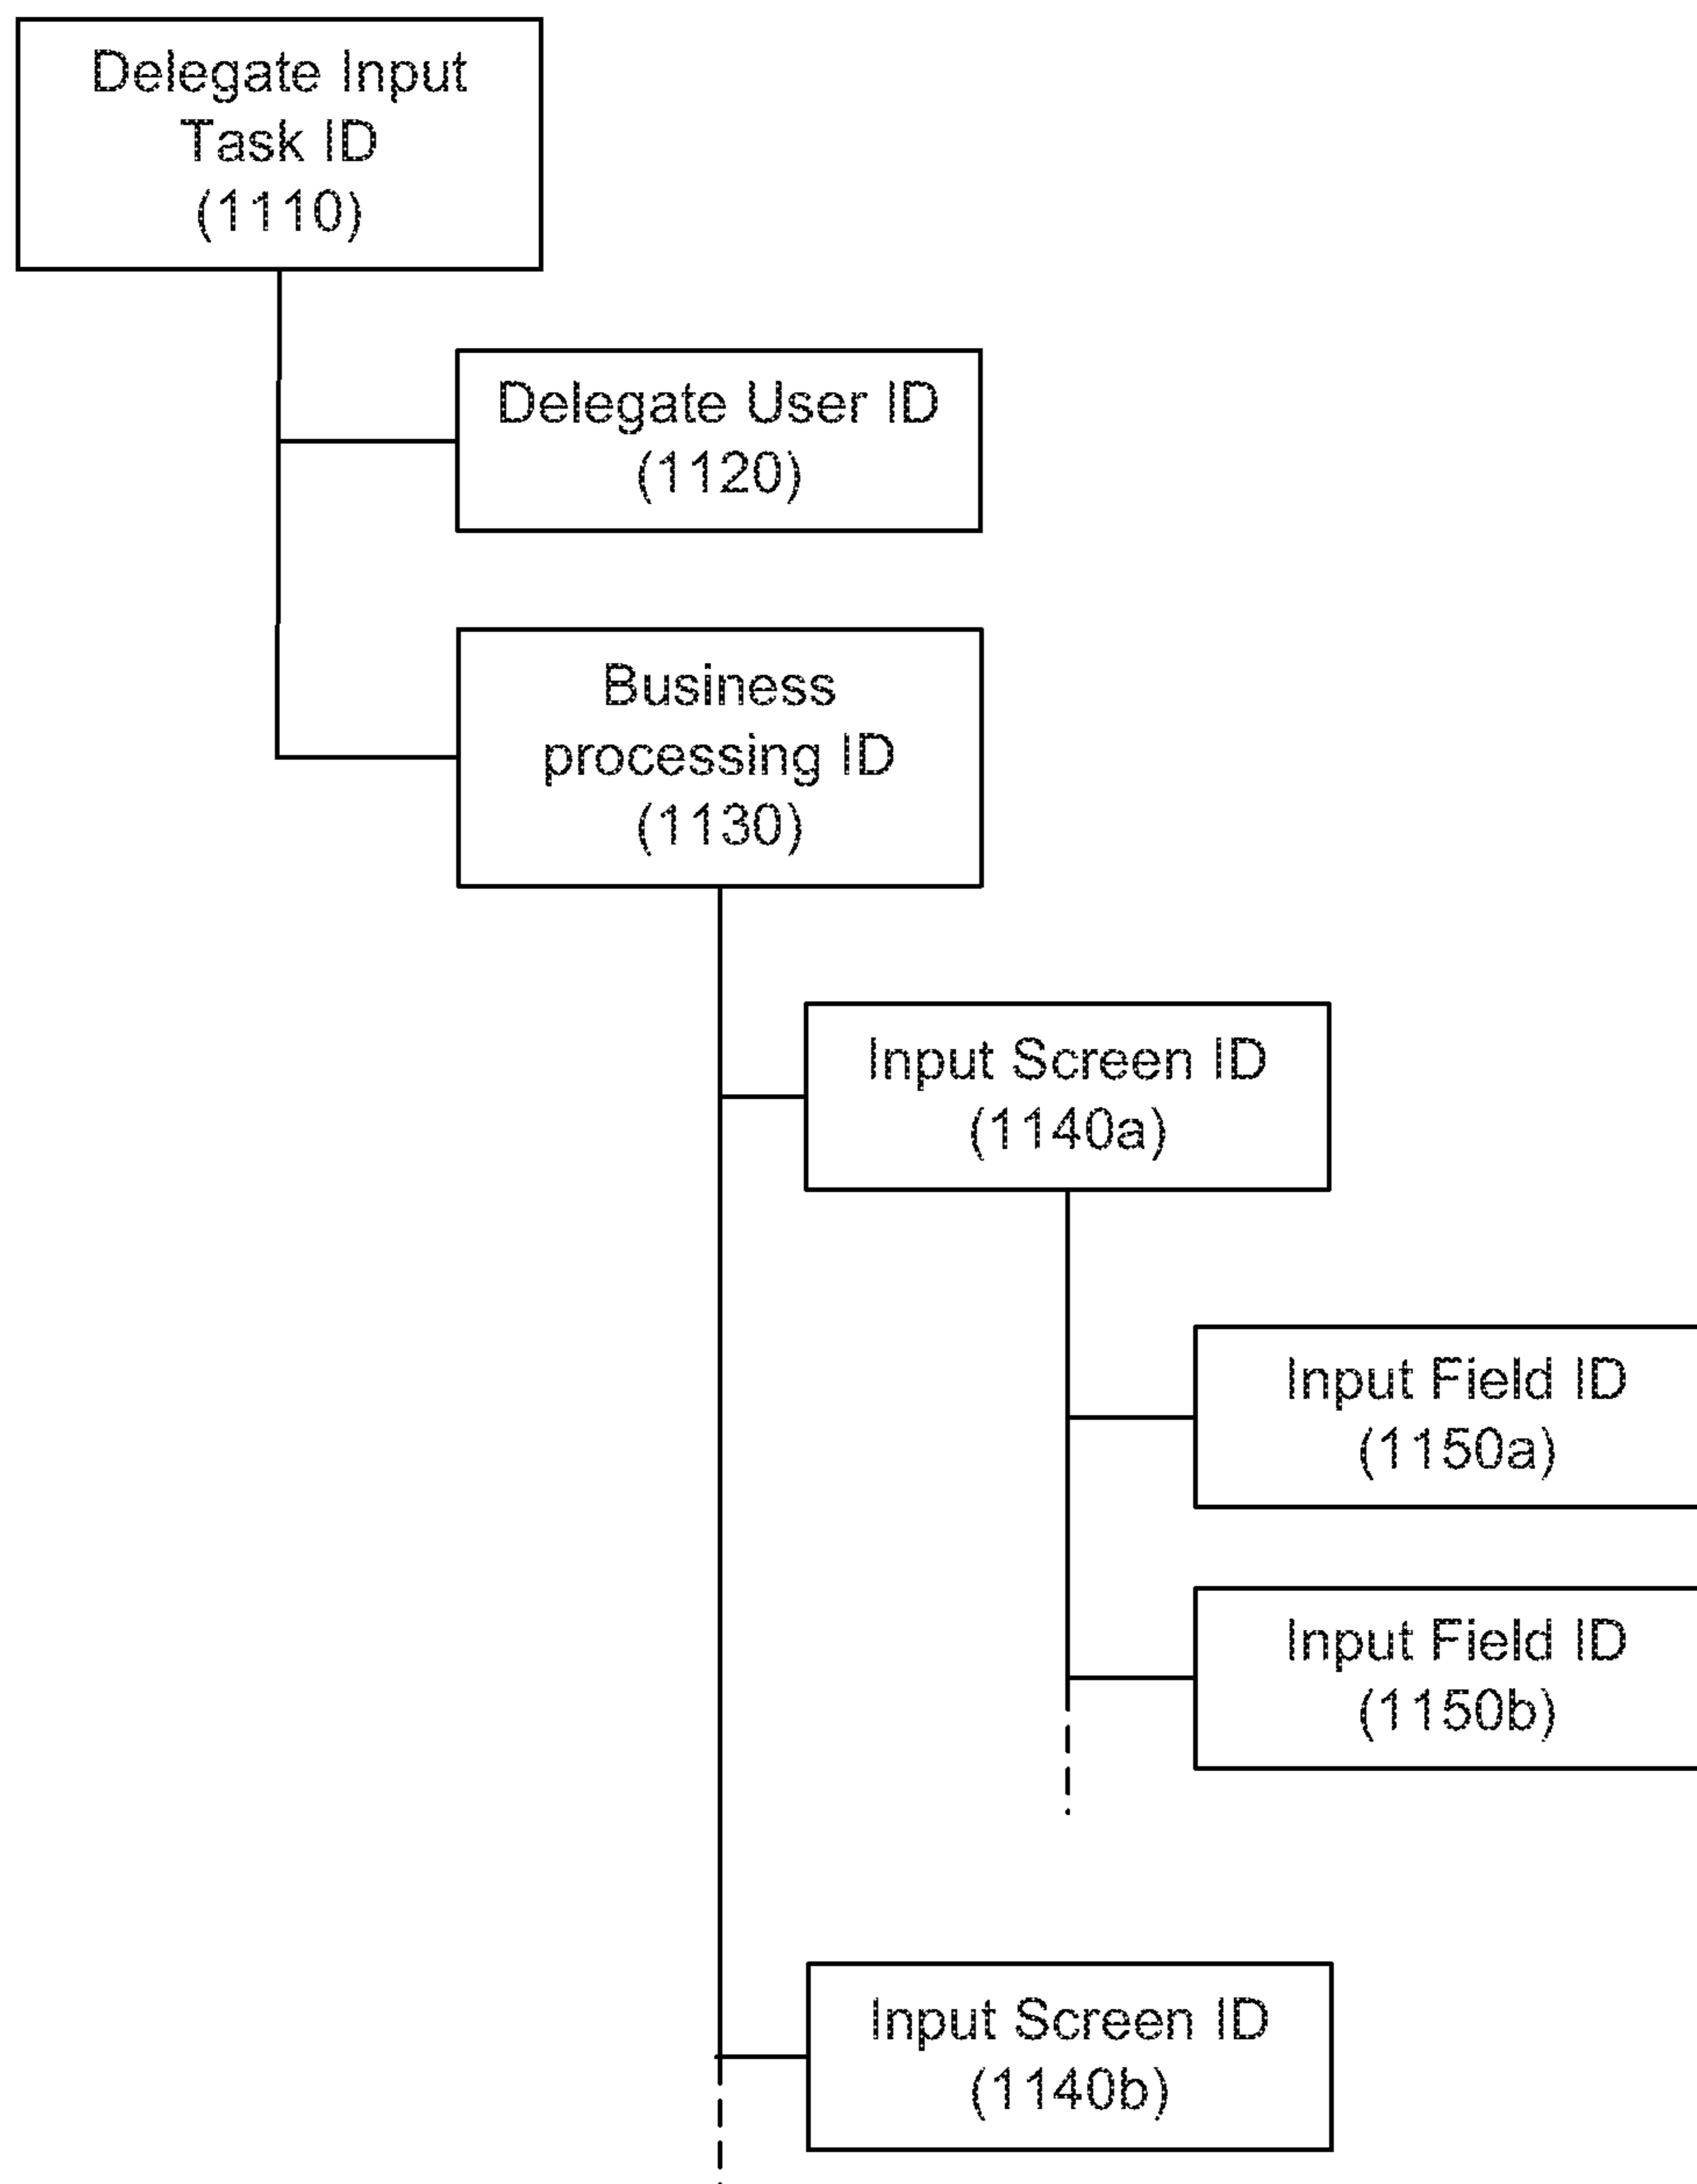 Delegate Input
Task ID
(1110)
Delegate User ID
(1120)
Business
processing ID
(1130)
Input Screen ID
(1140a)
Input Field ID
(1150a)
Input Field ID
(1150b)
Input Screen ID
(1140b)